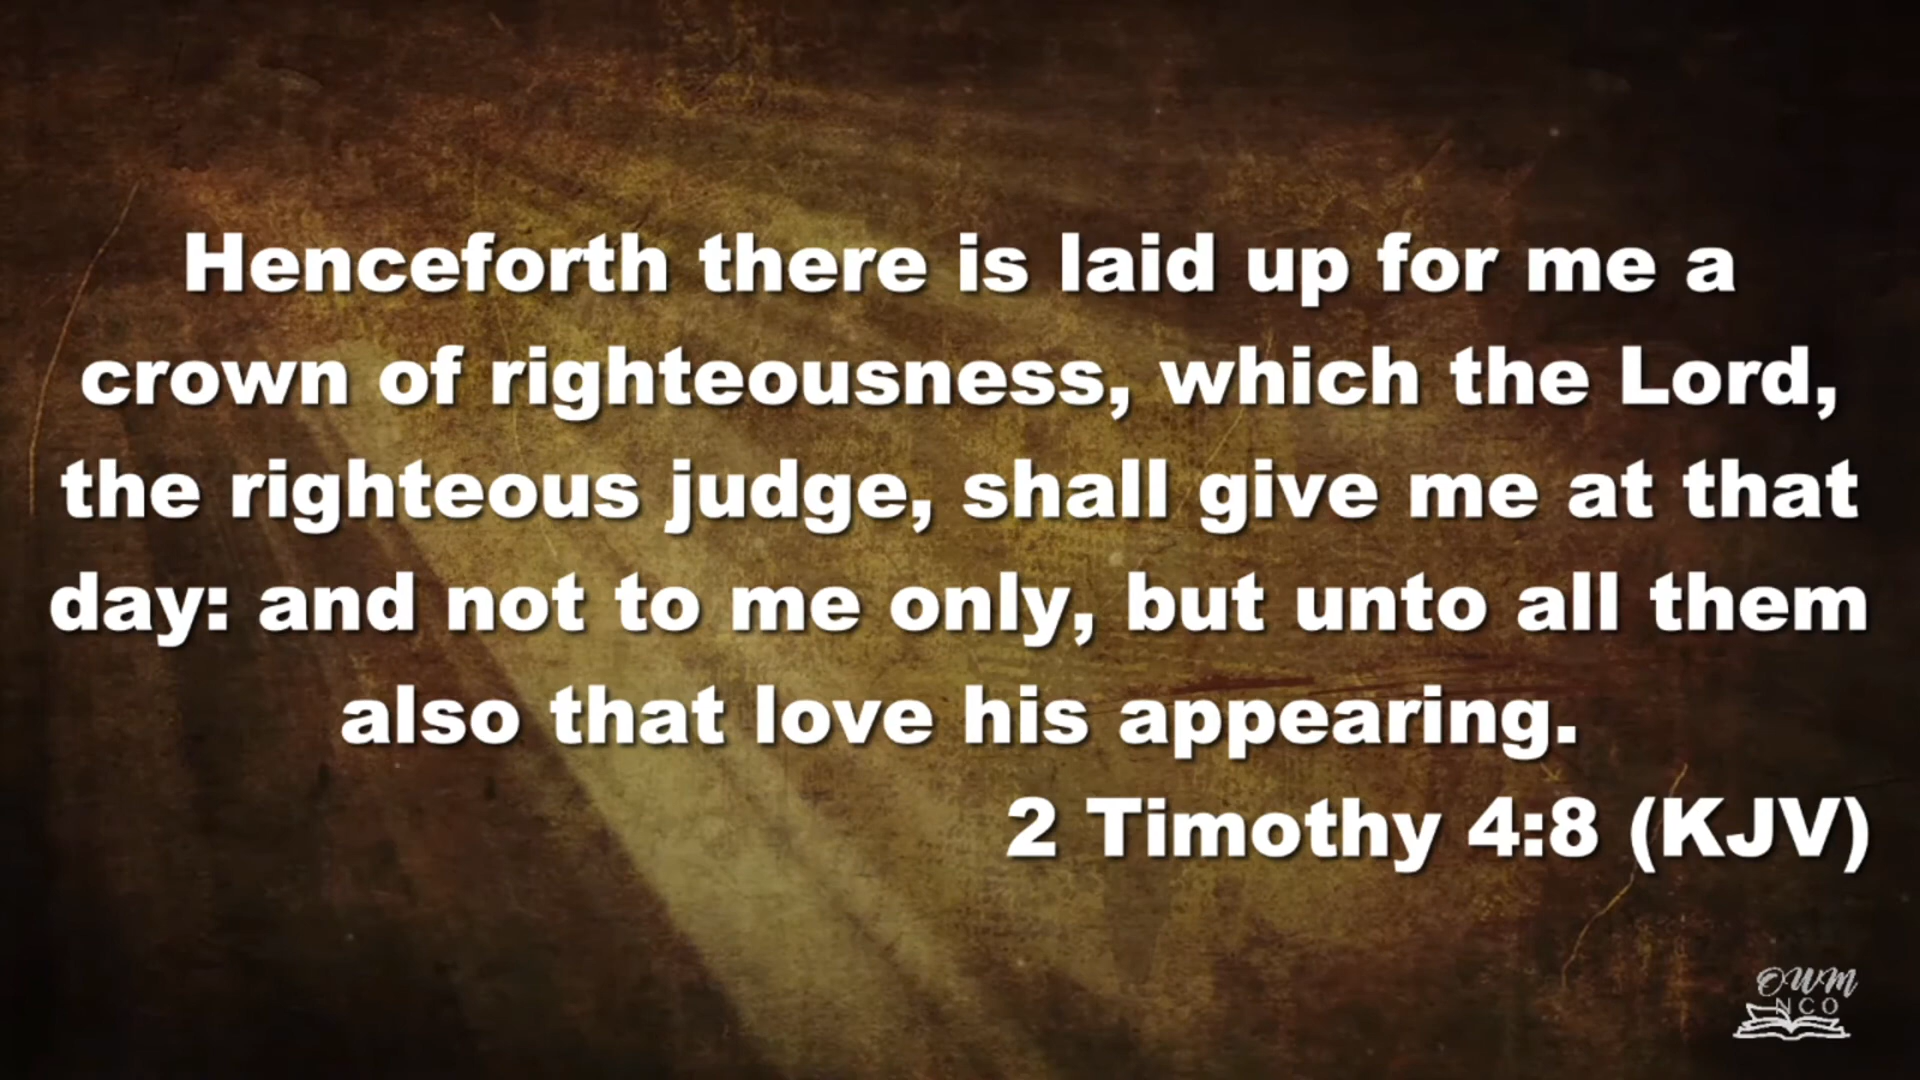 Henceforth there is laid up for me a
crown of righteousness, which the Lord,
the righteous judge, shall give me at that
day: and not to me only, but unto all them
also that love his appearing.
2 Timothy 4:8 (KJV)
OWM
NCO